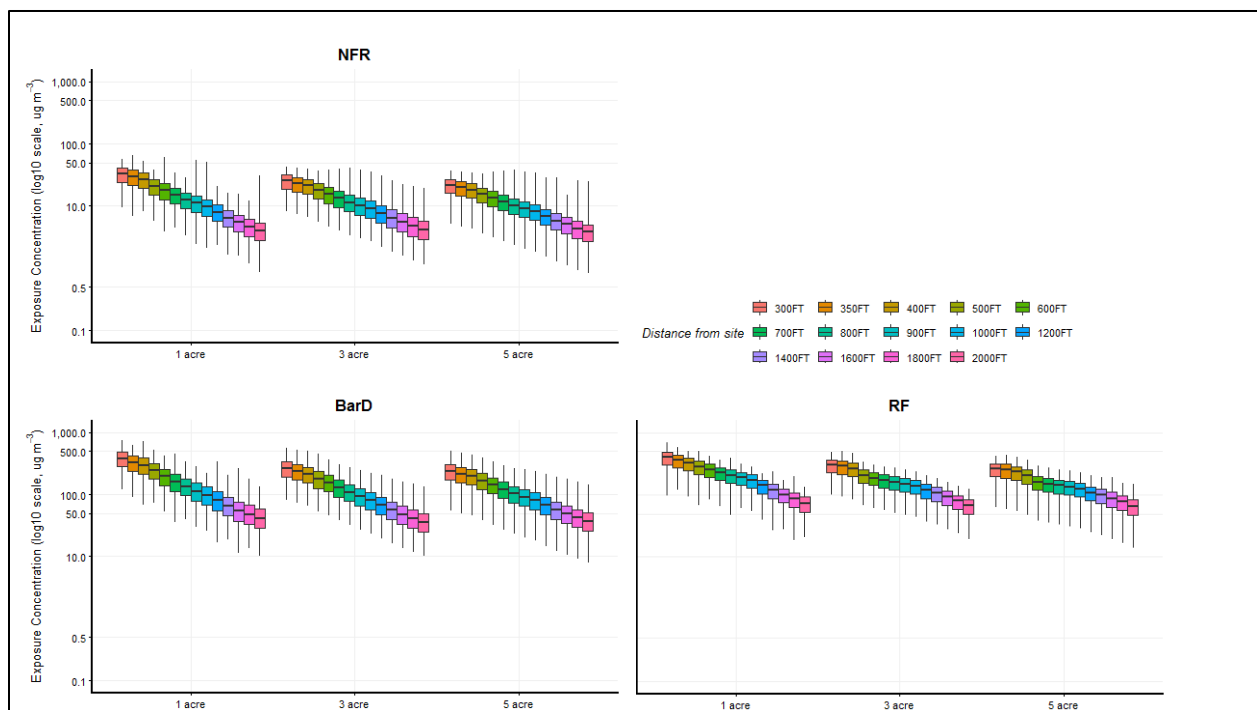 NFR
Exposure Concentration (log10 scale, ug m⁻³)
1,000.0
500.0
100.0
50.0
10.0
0.5
0.1
1 acre 3 acre 5 acre
Distance from site
300FT 350FT 400FT 500FT 600FT
700FT 800FT 900FT 1000FT 1200FT
1400FT 1600FT 1800FT 2000FT
BarD
Exposure Concentration (log10 scale, ug m⁻³)
1,000.0
500.0
100.0
50.0
10.0
0.5
0.1
1 acre 3 acre 5 acre
RF
1 acre 3 acre 5 acre